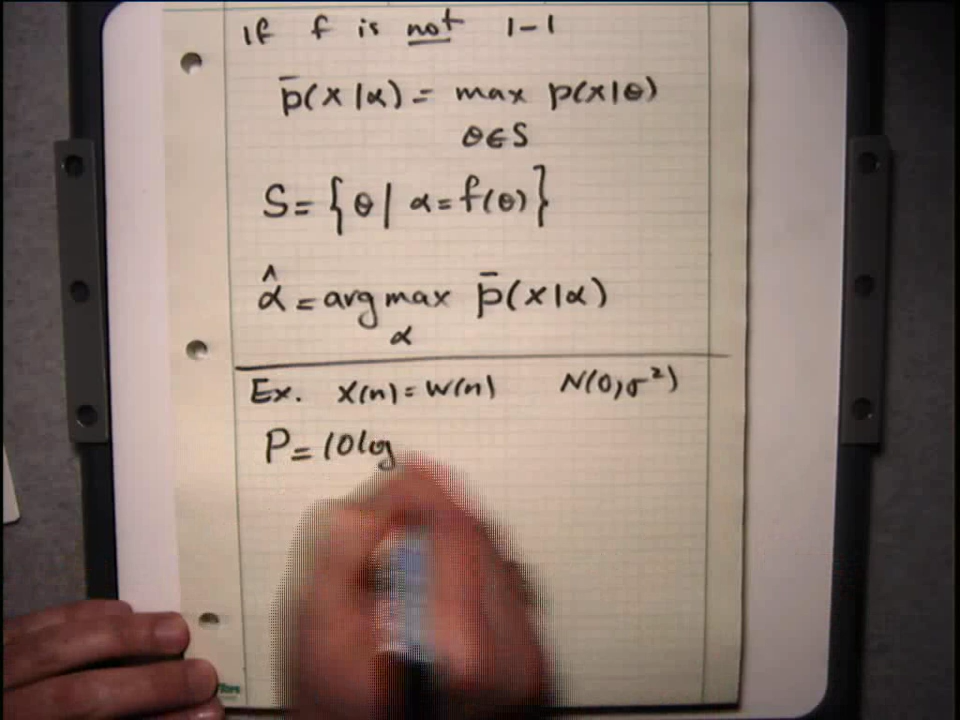 If f is not 1-1
p̄(x|α) = max p(x|θ)
θ∈S
S = {θ | α = f(θ)}
α̂ = arg max p̄(x|α)
α
Ex. x(n) = w(n) N(0,σ²)
P = 10log